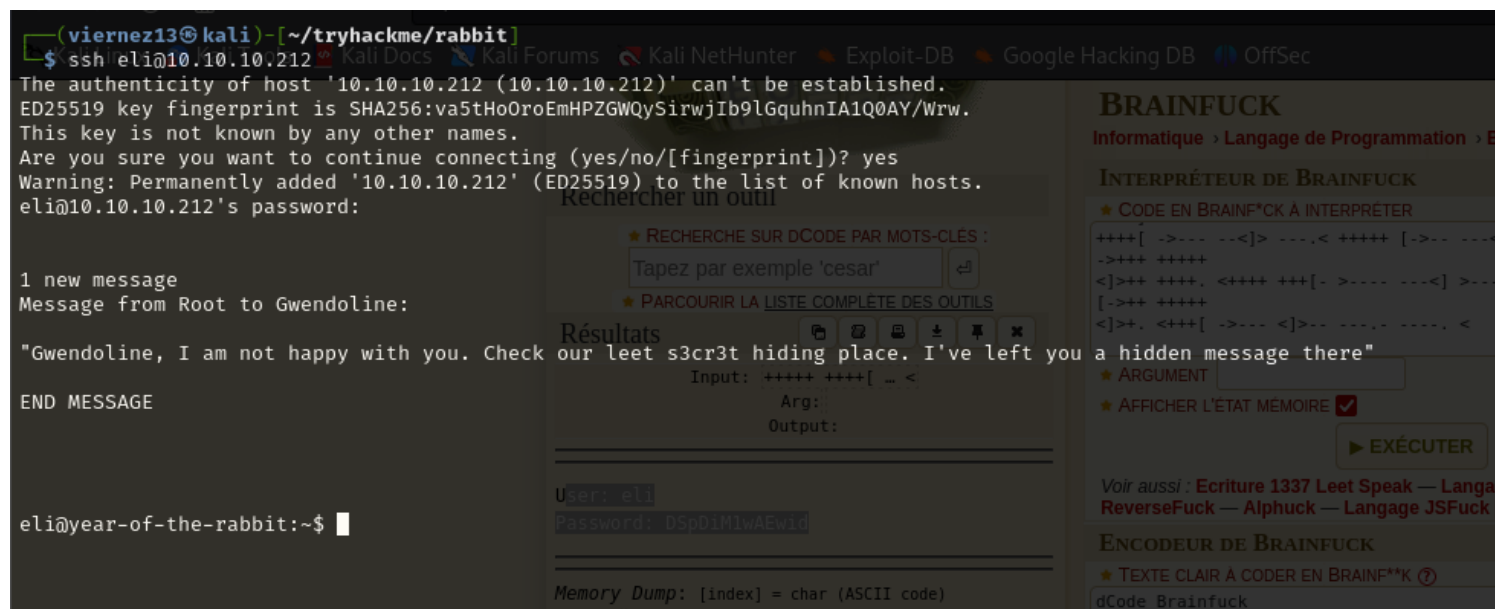 ┌──(viernez13㉿kali)-[~/tryhackme/rabbit]
└─$ ssh eli@10.10.10.212
Kali Docs Kali Forums Kali NetHunter Exploit-DB Google Hacking DB OffSec
The authenticity of host '10.10.10.212 (10.10.10.212)' can't be established.
ED25519 key fingerprint is SHA256:va5tHoOroEmHPZGWQySirwjIb9lGquhnIA1Q0AY/Wrw.
This key is not known by any other names.
Are you sure you want to continue connecting (yes/no/[fingerprint])? yes
Warning: Permanently added '10.10.10.212' (ED25519) to the list of known hosts.
eli@10.10.10.212's password:
1 new message
Message from Root to Gwendoline:
"Gwendoline, I am not happy with you. Check our leet s3cr3t hiding place. I've left you a hidden message there"
END MESSAGE
eli@year-of-the-rabbit:~$
Rechercher un outil
★ RECHERCHE SUR DCODE PAR MOTS-CLÉS :
Tapez par exemple 'cesar'
★ PARCOURIR LA LISTE COMPLÈTE DES OUTILS
Résultats
Input: +++++ ++++[ … <
Arg:
Output:
User: eli
Password: DSpDiM1wAEwid
Memory Dump: [index] = char (ASCII code)
BRAINFUCK
Informatique › Langage de Programmation ›
INTERPRÉTEUR DE BRAINFUCK
★ CODE EN BRAINF*CK À INTERPRÉTER
++++[ ->--- --<]> ---.< +++++ [->--
->+++ +++++
<]>++ ++++. <++++ +++[- >---- ---<]
[->++ +++++
<]>+. <+++[ ->--- <]>-- ---.- ----. <
★ ARGUMENT
★ AFFICHER L'ÉTAT MÉMOIRE
▶ EXÉCUTER
Voir aussi : Ecriture 1337 Leet Speak —
ReverseFuck — Alphuck — Langage JSFuck
ENCODEUR DE BRAINFUCK
★ TEXTE CLAIR À CODER EN BRAINF**K ?
dCode Brainfuck